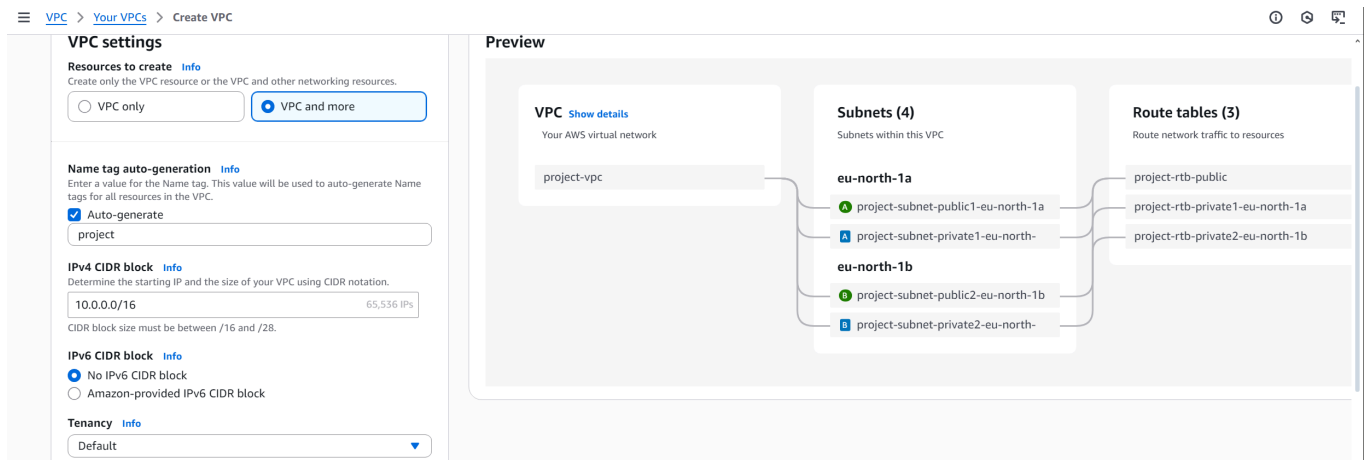 VPC > Your VPCs > Create VPC
VPC settings
Resources to create Info
Create only the VPC resource or the VPC and other networking resources.
VPC only
VPC and more
Name tag auto-generation Info
Enter a value for the Name tag. This value will be used to auto-generate Name
tags for all resources in the VPC.
Auto-generate
project
IPv4 CIDR block Info
Determine the starting IP and the size of your VPC using CIDR notation.
10.0.0.0/16 65,536 IPs
CIDR block size must be between /16 and /28.
IPv6 CIDR block Info
No IPv6 CIDR block
Amazon-provided IPv6 CIDR block
Tenancy Info
Default
Preview
VPC Show details
Your AWS virtual network
project-vpc
Subnets (4)
Subnets within this VPC
eu-north-1a
A project-subnet-public1-eu-north-1a
A project-subnet-private1-eu-north-
eu-north-1b
B project-subnet-public2-eu-north-1b
B project-subnet-private2-eu-north-
Route tables (3)
Route network traffic to resources
project-rtb-public
project-rtb-private1-eu-north-1a
project-rtb-private2-eu-north-1b